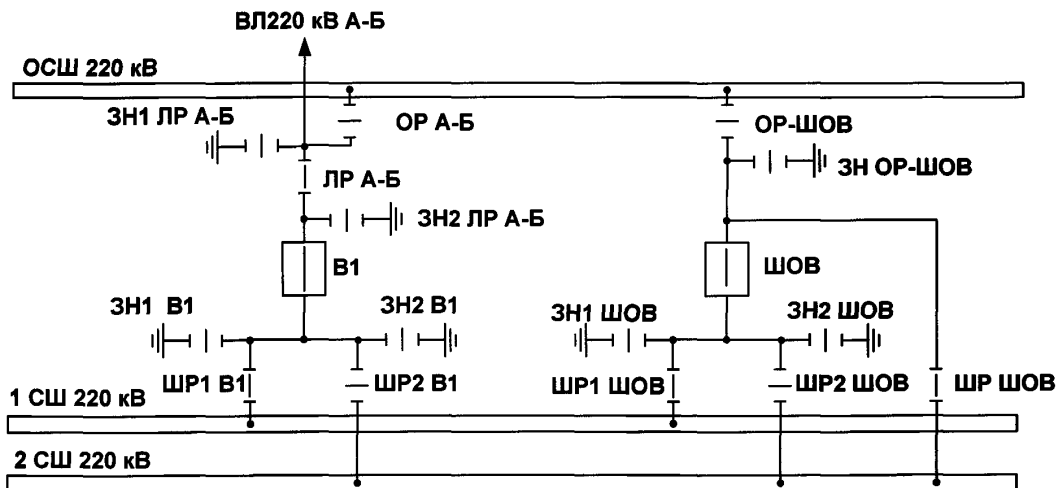 ВЛ220 кВ А-Б
ОСШ 220 кВ
ЗН1 ЛР А-Б
ОР А-Б
ОР-ШОВ
ЗН ОР-ШОВ
ЛР А-Б
ЗН2 ЛР А-Б
В1
ШОВ
ЗН1 В1
ЗН2 В1
ЗН1 ШОВ
ЗН2 ШОВ
ШР1 В1
ШР2 В1
ШР1 ШОВ
ШР2 ШОВ
ШР ШОВ
1 СШ 220 кВ
2 СШ 220 кВ